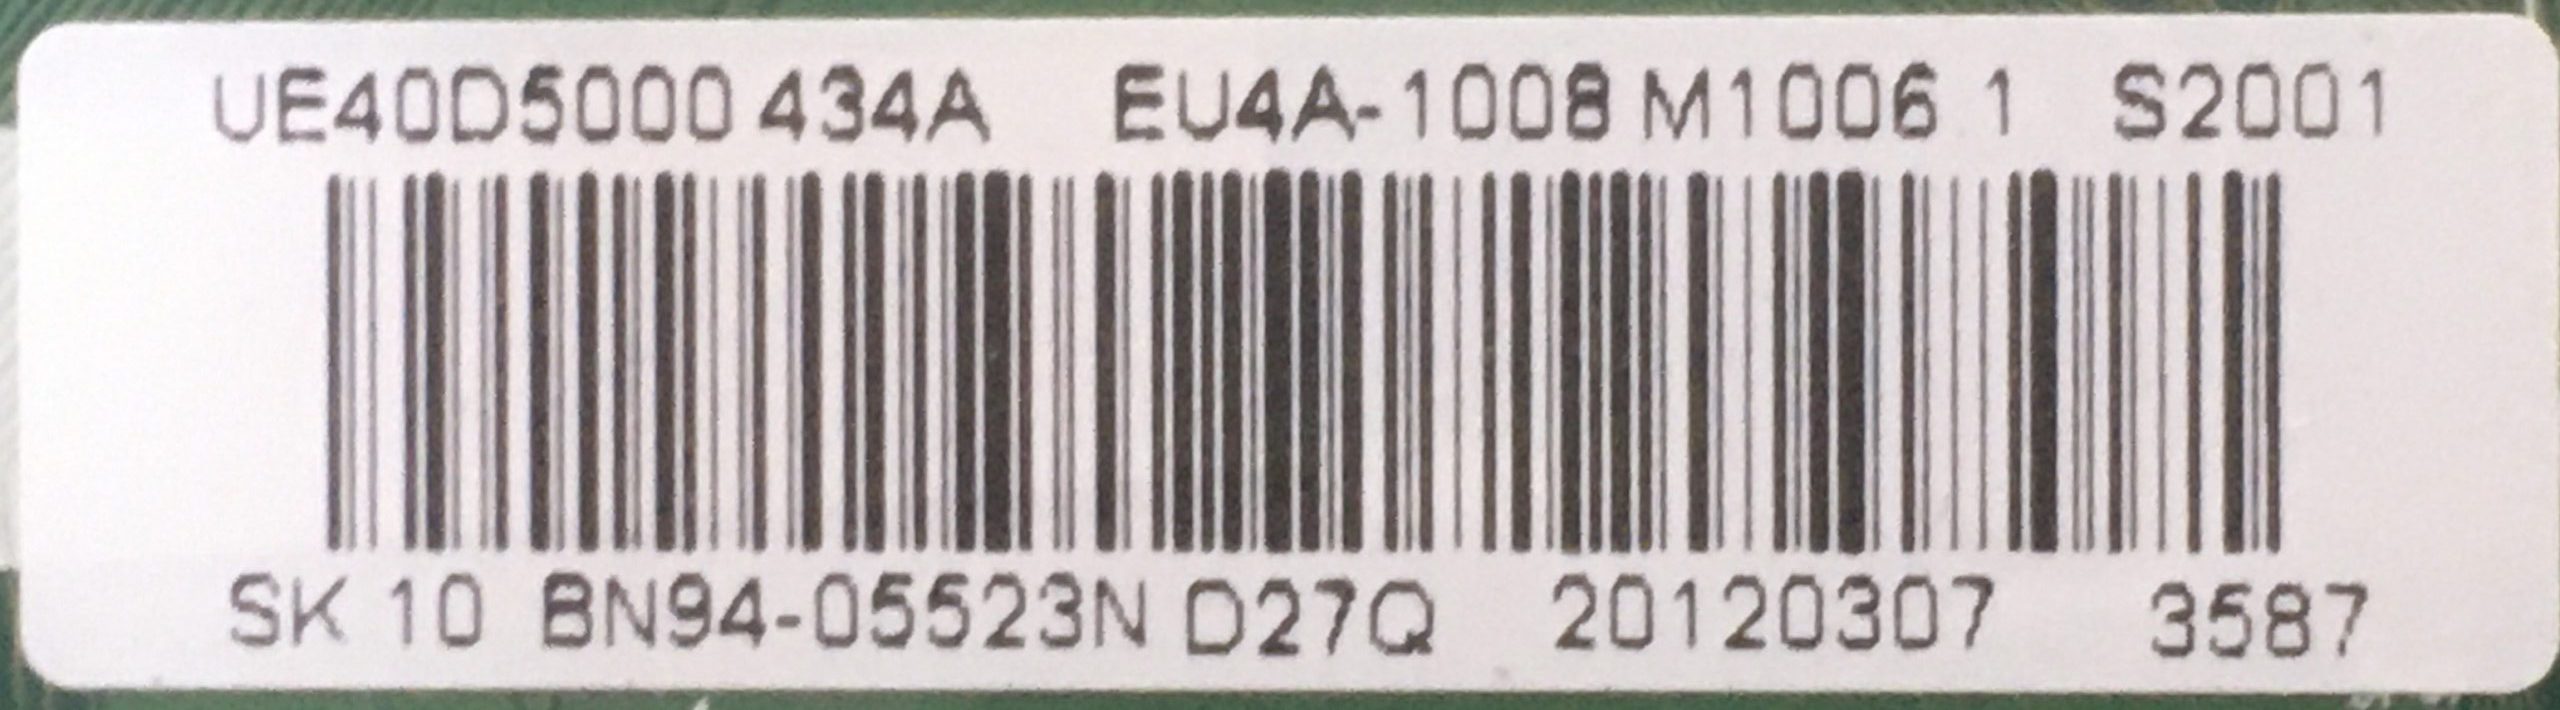 UE40D5000 434A EU4A-1008 M1006 1 S2001
SK 10 BN94-05523N D27Q 20120307 3587